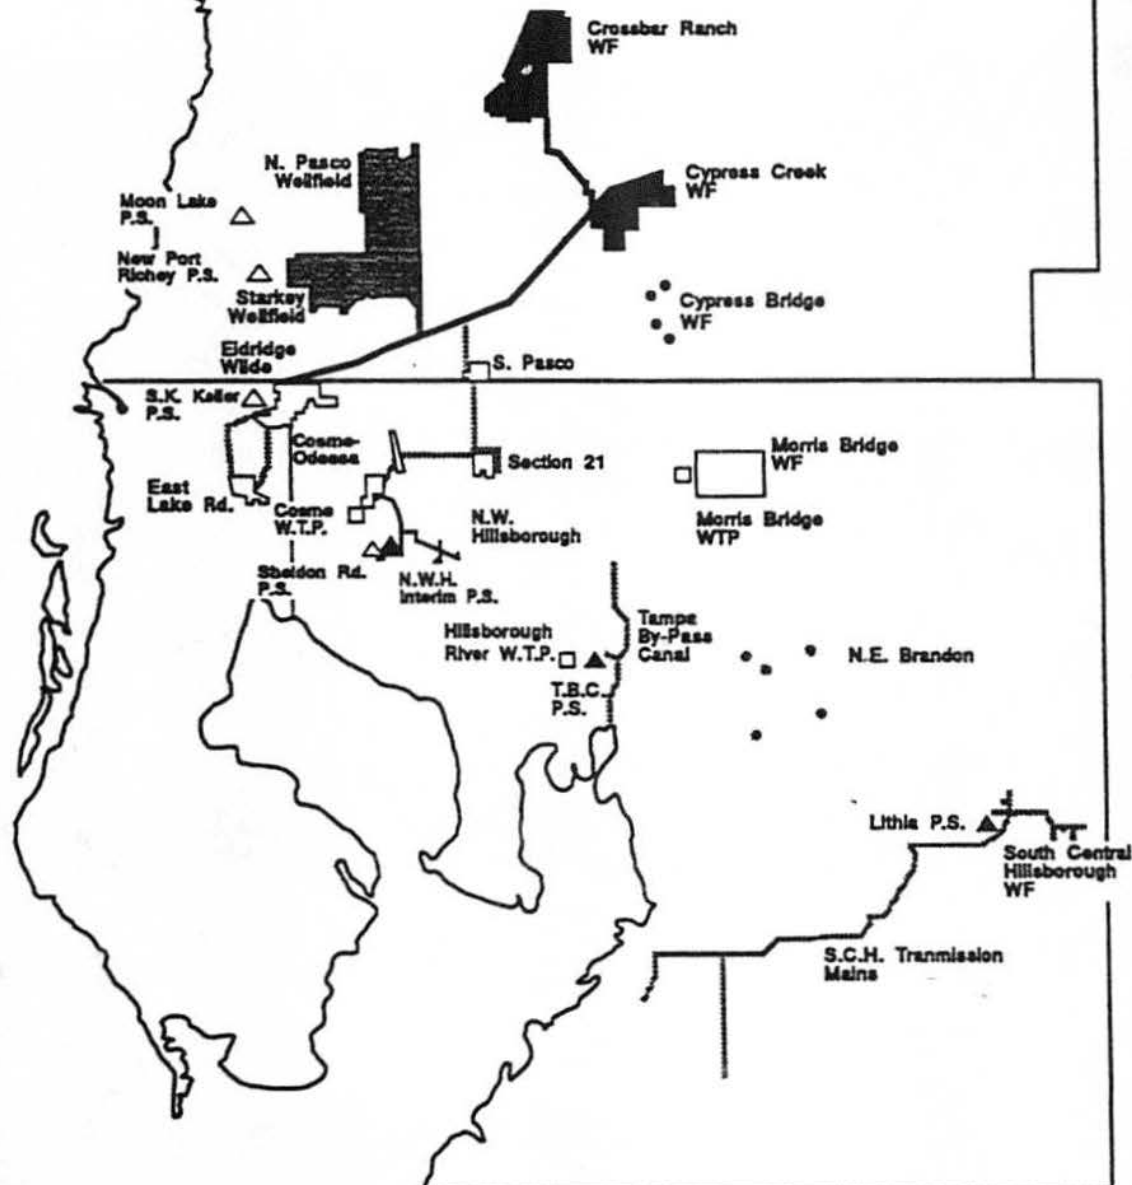 Crossbar Ranch
WF
N. Pasco
Wellfield
Cypress Creek
WF
Moon Lake
P.S.
New Port
Richey P.S.
Starkey
Wellfield
Cypress Bridge
WF
Eldridge
Wilde
S. Pasco
S.K. Keller
P.S.
Cosme-
Odessa
Section 21
Morris Bridge
WF
East
Lake Rd.
Cosme
W.T.P.
N.W.
Hillsborough
Morris Bridge
WTP
Sheldon Rd.
P.S.
N.W.H.
Interim P.S.
Hillsborough
River W.T.P.
Tampa
By-Pass
Canal
N.E. Brandon
T.B.C.
P.S.
Lithia P.S.
South Central
Hillsborough
WF
S.C.H. Tranmission
Mains